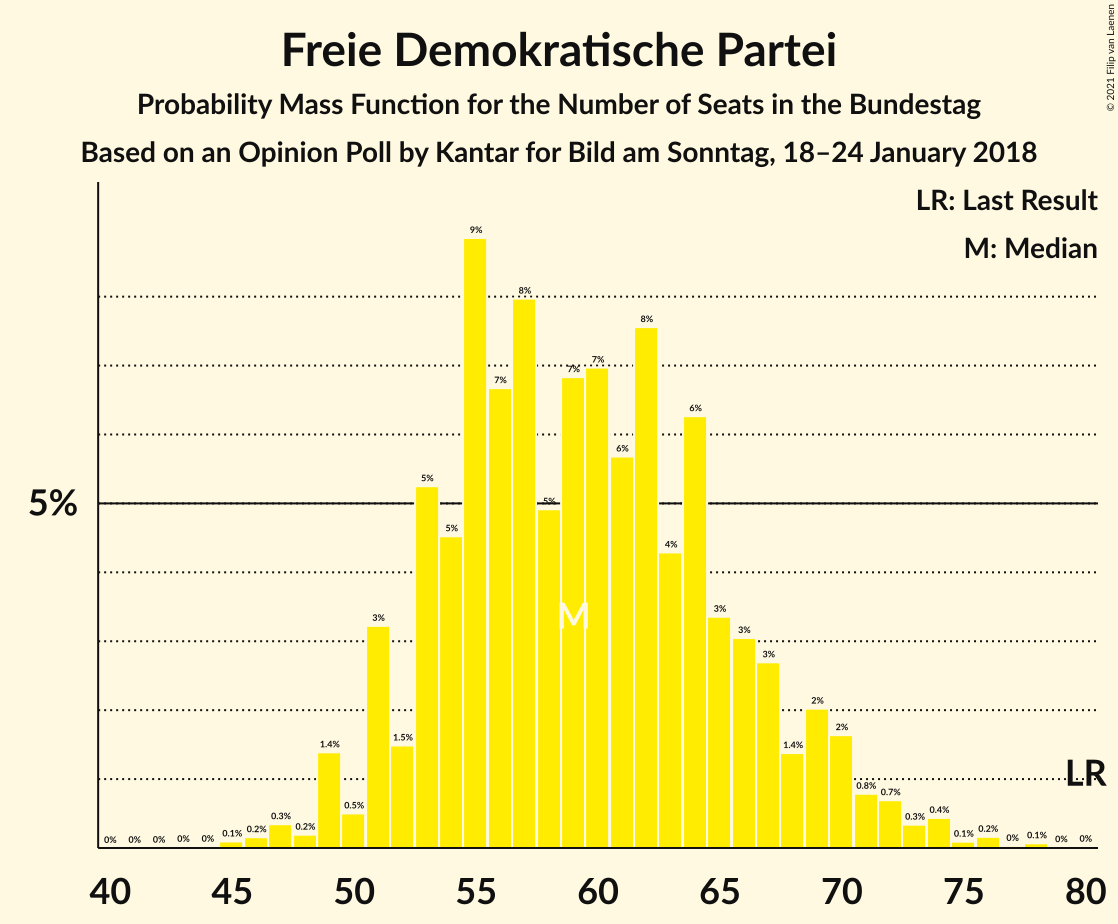 Freie Demokratische Partei
Probability Mass Function for the Number of Seats in the Bundestag
Based on an Opinion Poll by Kantar for Bild am Sonntag, 18–24 January 2018
© 2021 Filip van Laenen
LR: Last Result
M: Median
5%
0% 0% 0% 0% 0% 0.1% 0.2% 0.3% 0.2% 1.4% 0.5% 3% 1.5% 5% 5% 9% 7% 8% 5% 7% 7% 6% 8% 4% 6% 3% 3% 3% 1.4% 2% 2% 0.8% 0.7% 0.3% 0.4% 0.1% 0.2% 0% 0.1% 0% 0%
M
LR
40 45 50 55 60 65 70 75 80